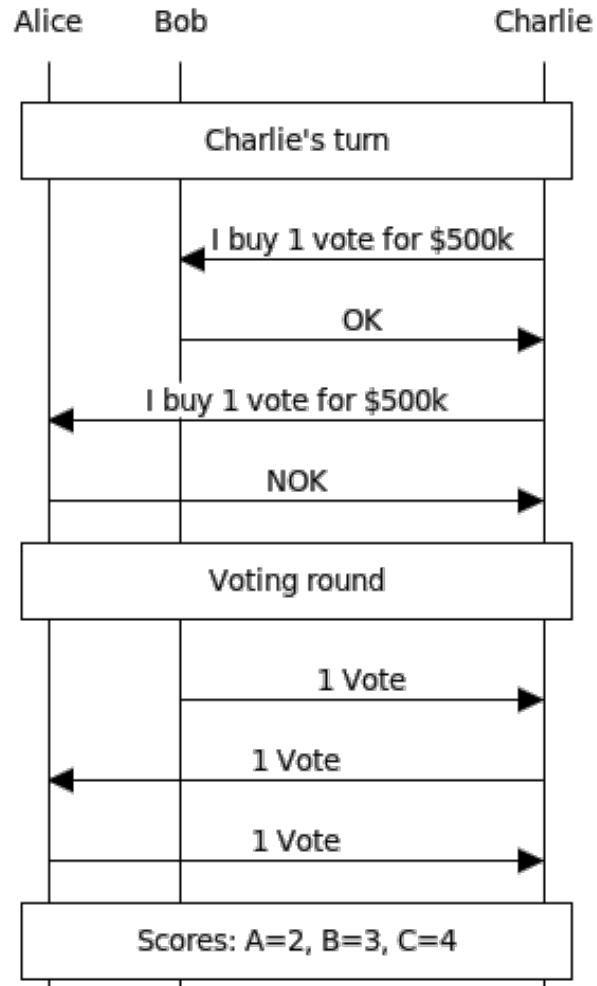 Alice Bob Charlie
Charlie's turn
I buy 1 vote for $500k
OK
I buy 1 vote for $500k
NOK
Voting round
1 Vote
1 Vote
1 Vote
Scores: A=2, B=3, C=4